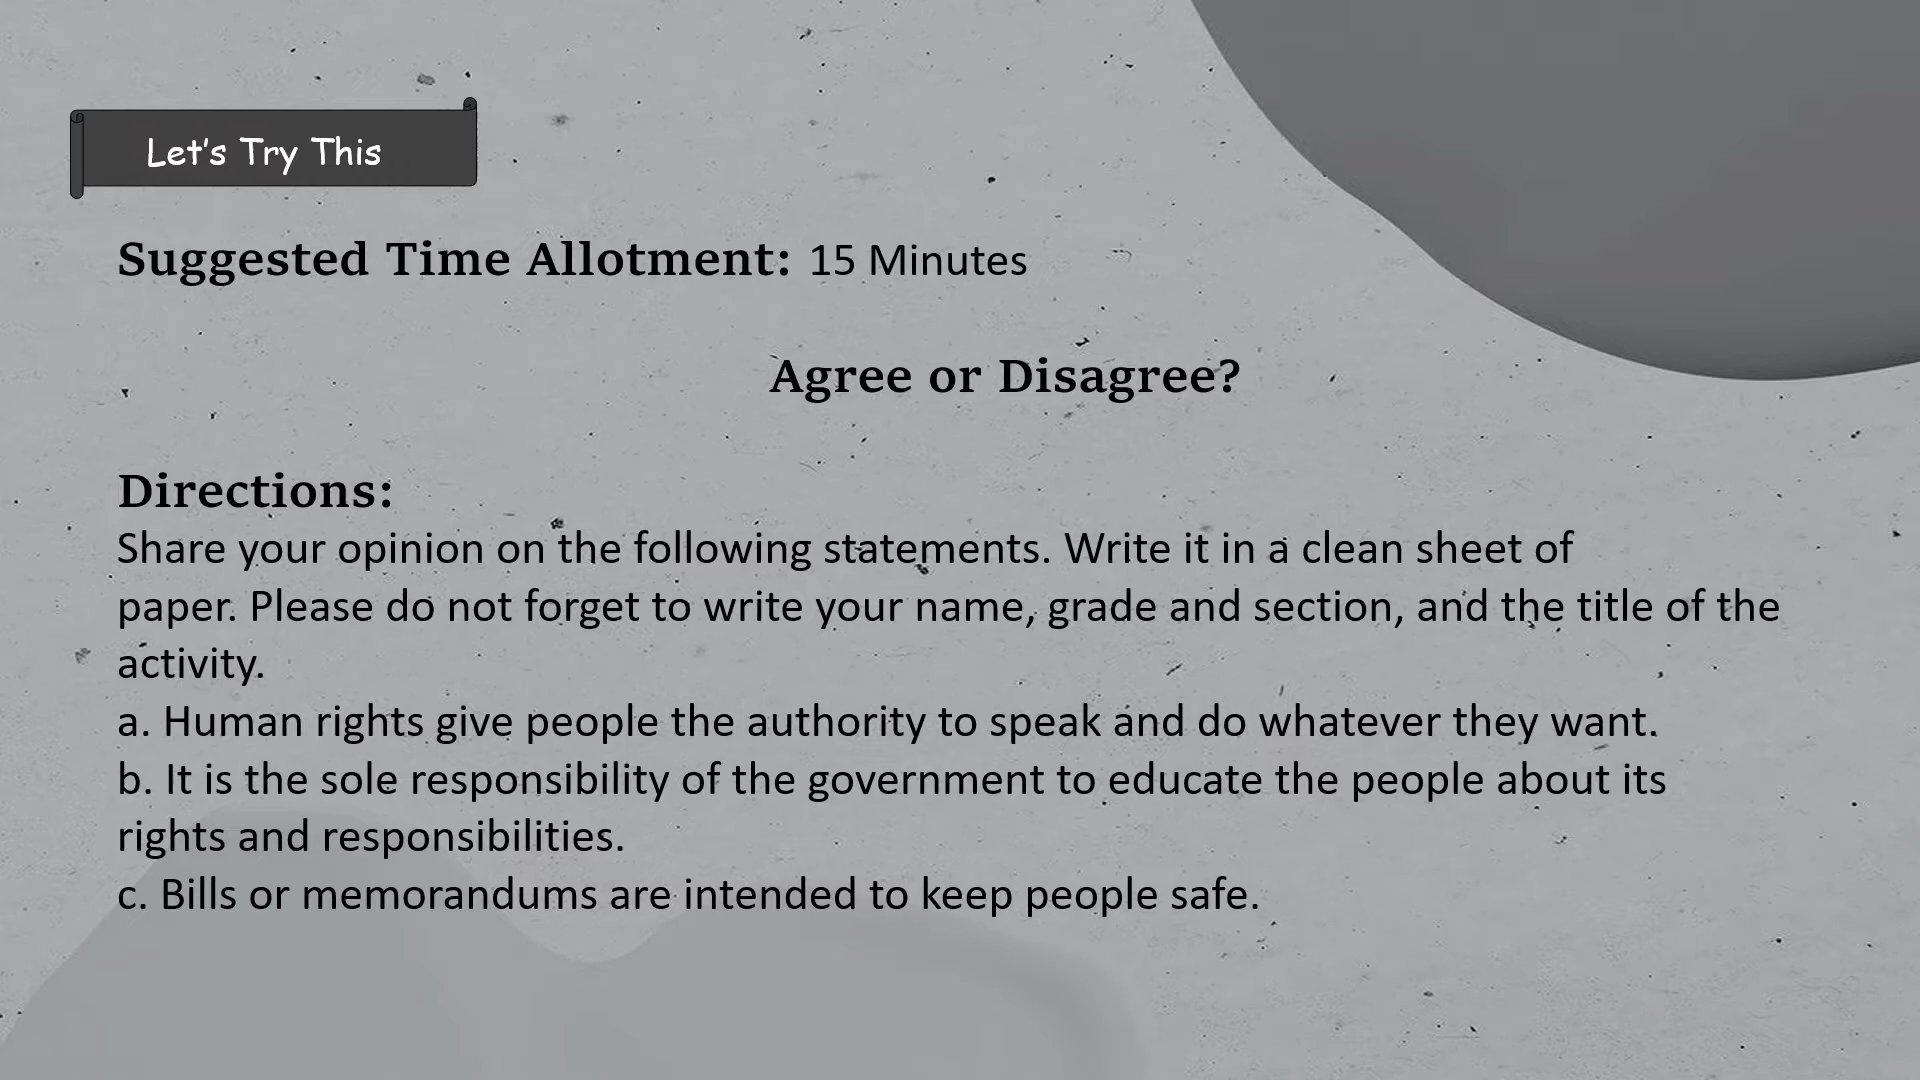 Let's Try This
Suggested Time Allotment: 15 Minutes
Agree or Disagree?
Directions:
Share your opinion on the following statements. Write it in a clean sheet of
paper. Please do not forget to write your name, grade and section, and the title of the
activity.
a. Human rights give people the authority to speak and do whatever they want.
b. It is the sole responsibility of the government to educate the people about its
rights and responsibilities.
c. Bills or memorandums are intended to keep people safe.